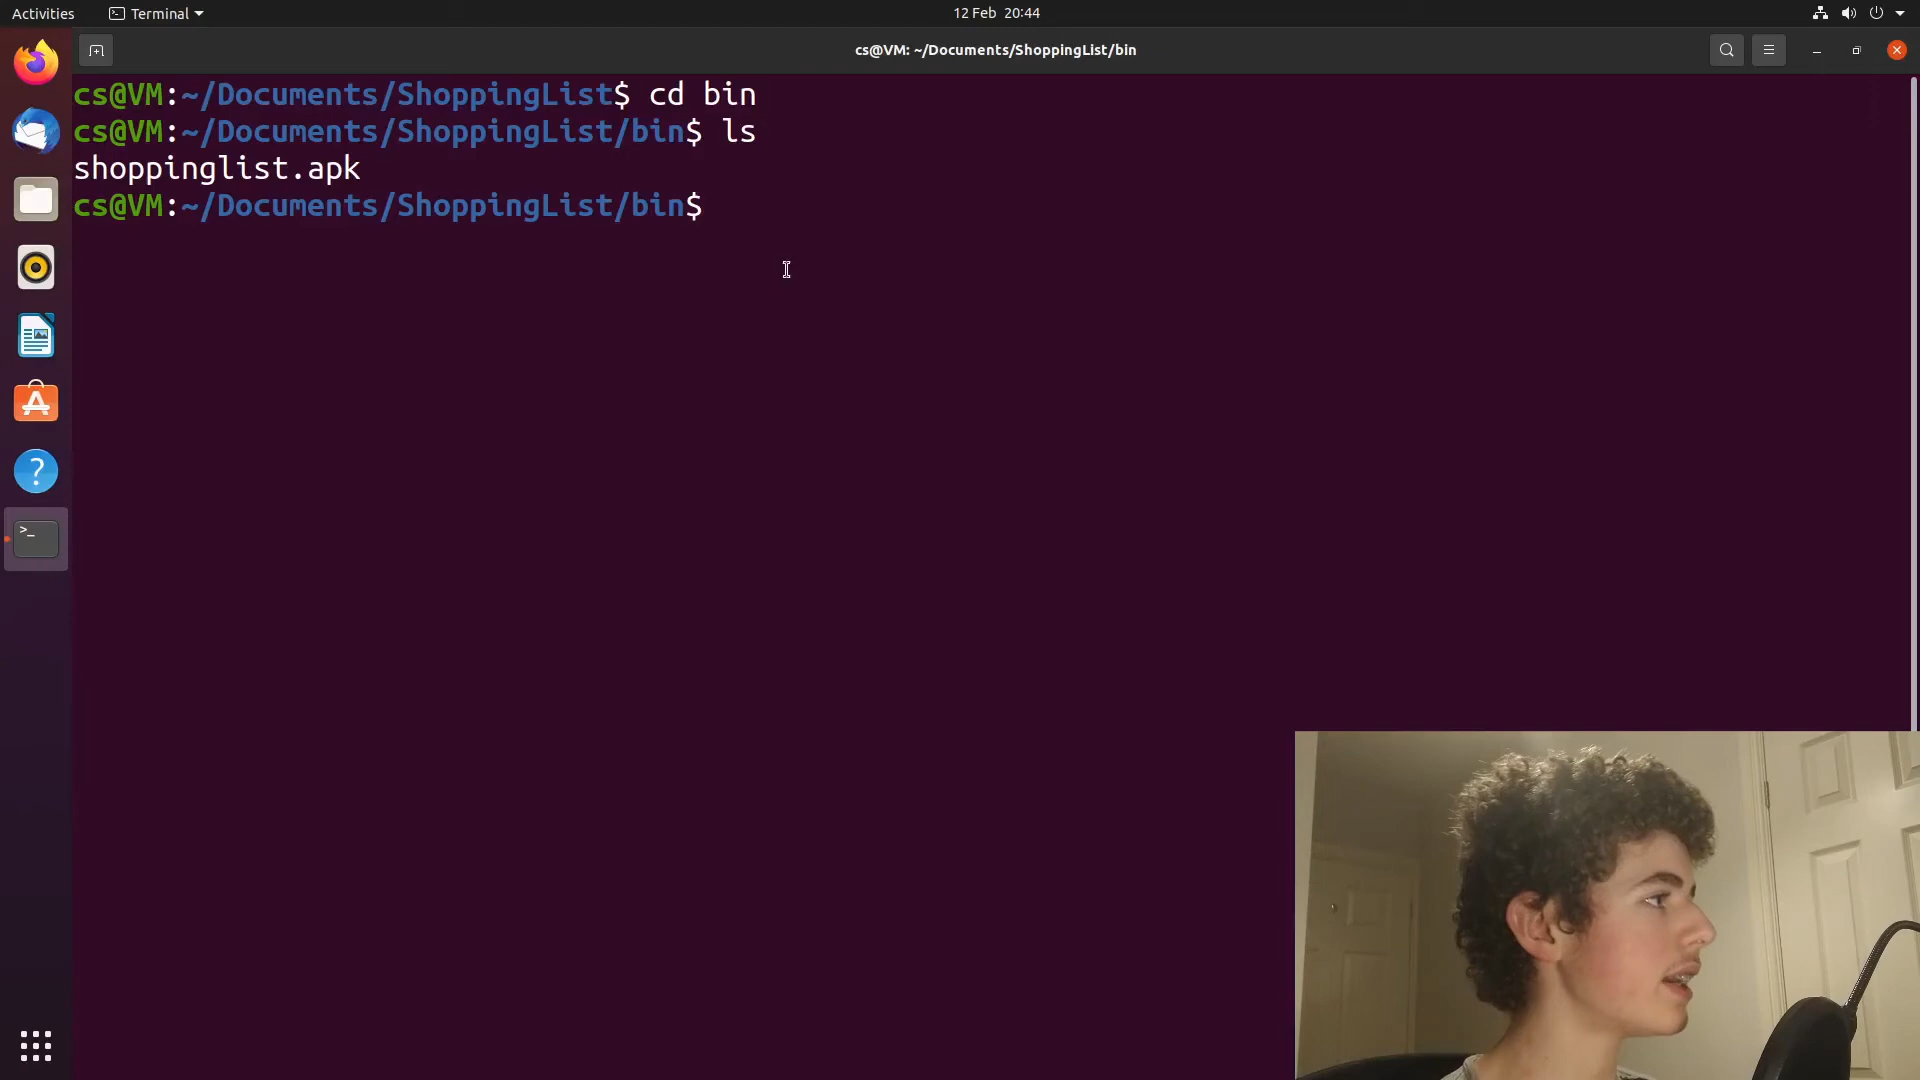 Activities
Terminal
12 Feb 20:44
cs@VM: ~/Documents/ShoppingList/bin
cs@VM:~/Documents/ShoppingList$ cd bin
cs@VM:~/Documents/ShoppingList/bin$ ls
shoppinglist.apk
cs@VM:~/Documents/ShoppingList/bin$